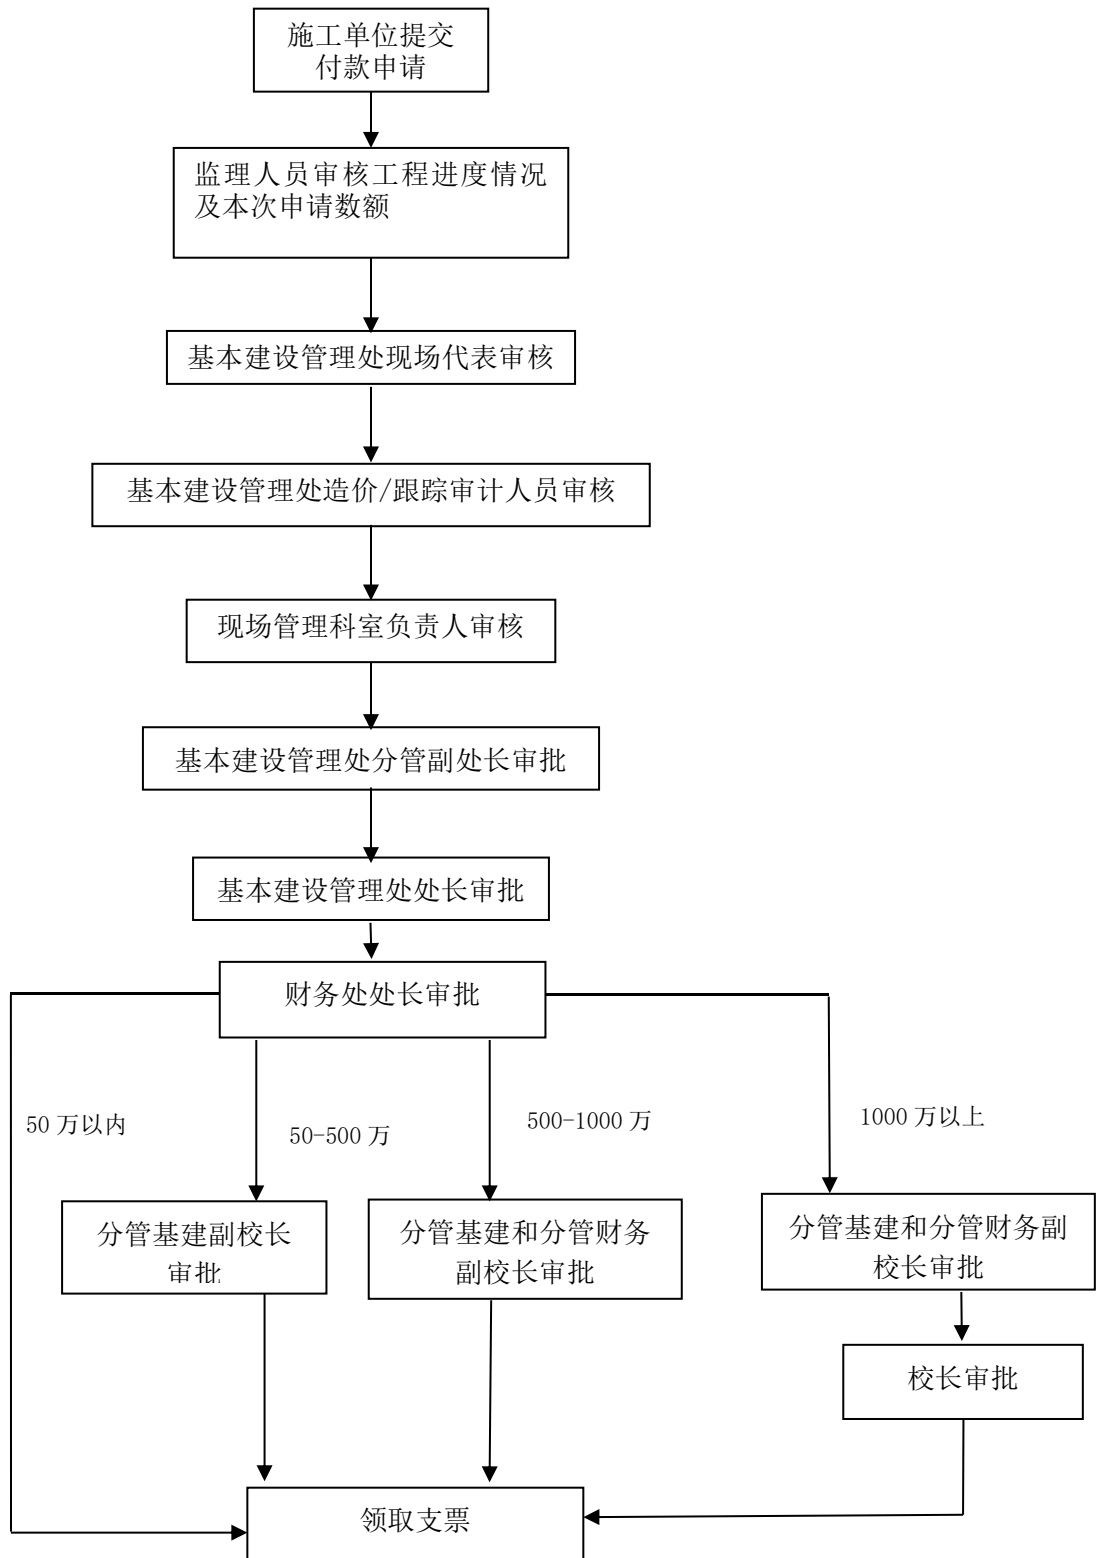 施工单位提交
付款申请
监理人员审核工程进度情况
及本次申请数额
基本建设管理处现场代表审核
基本建设管理处造价/跟踪审计人员审核
现场管理科室负责人审核
基本建设管理处分管副处长审批
基本建设管理处处长审批
财务处处长审批
50 万以内
50-500 万
500-1000 万
1000 万以上
分管基建副校长
审批
分管基建和分管财务
副校长审批
分管基建和分管财务副
校长审批
校长审批
领取支票